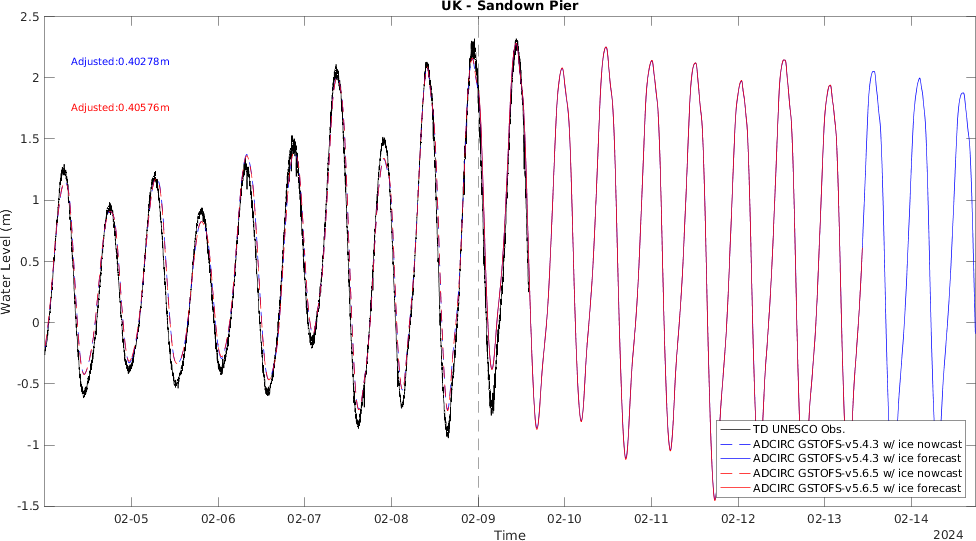 UK - Sandown Pier
2.5
2
1.5
1
0.5
0
-0.5
-1
-1.5
Water Level (m)
Adjusted:0.40278m
Adjusted:0.40576m
TD UNESCO Obs.
ADCIRC GSTOFS-v5.4.3 w/ ice nowcast
ADCIRC GSTOFS-v5.4.3 w/ ice forecast
ADCIRC GSTOFS-v5.6.5 w/ ice nowcast
ADCIRC GSTOFS-v5.6.5 w/ ice forecast
02-05 02-06 02-07 02-08 02-09 02-10 02-11 02-12 02-13 02-14
Time
2024